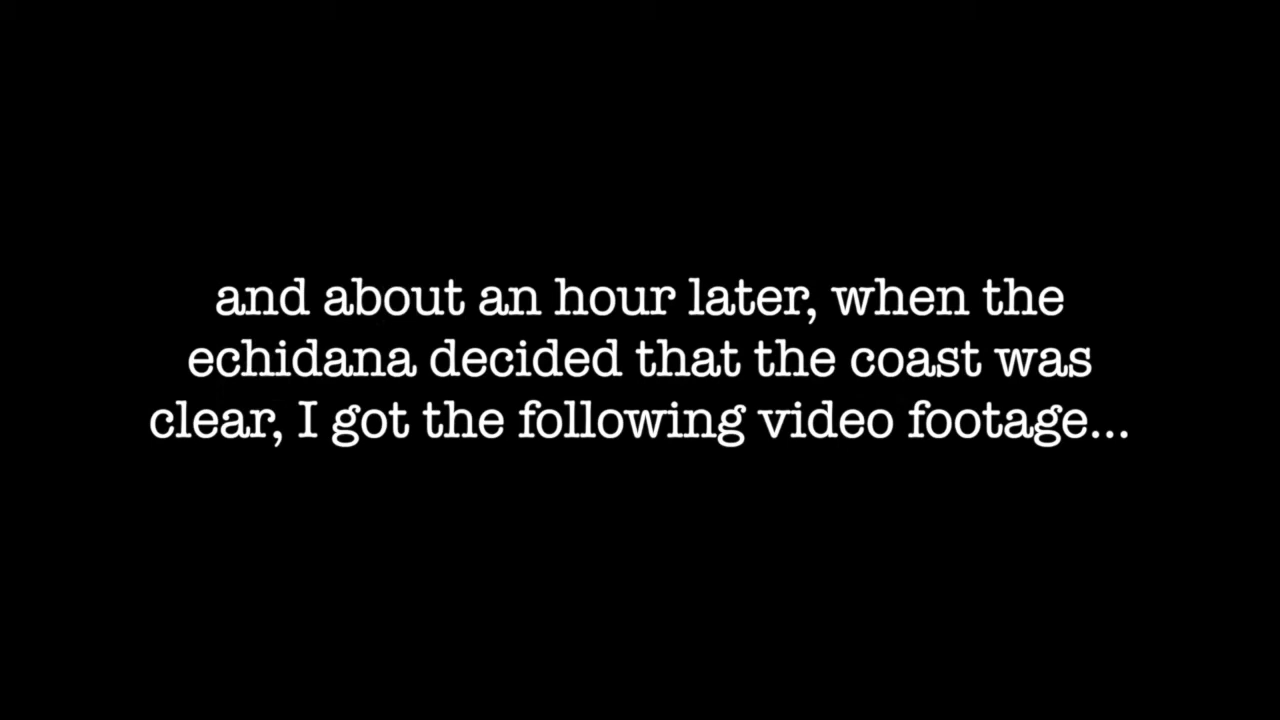 and about an hour later, when the
echidana decided that the coast was
clear, I got the following video footage...